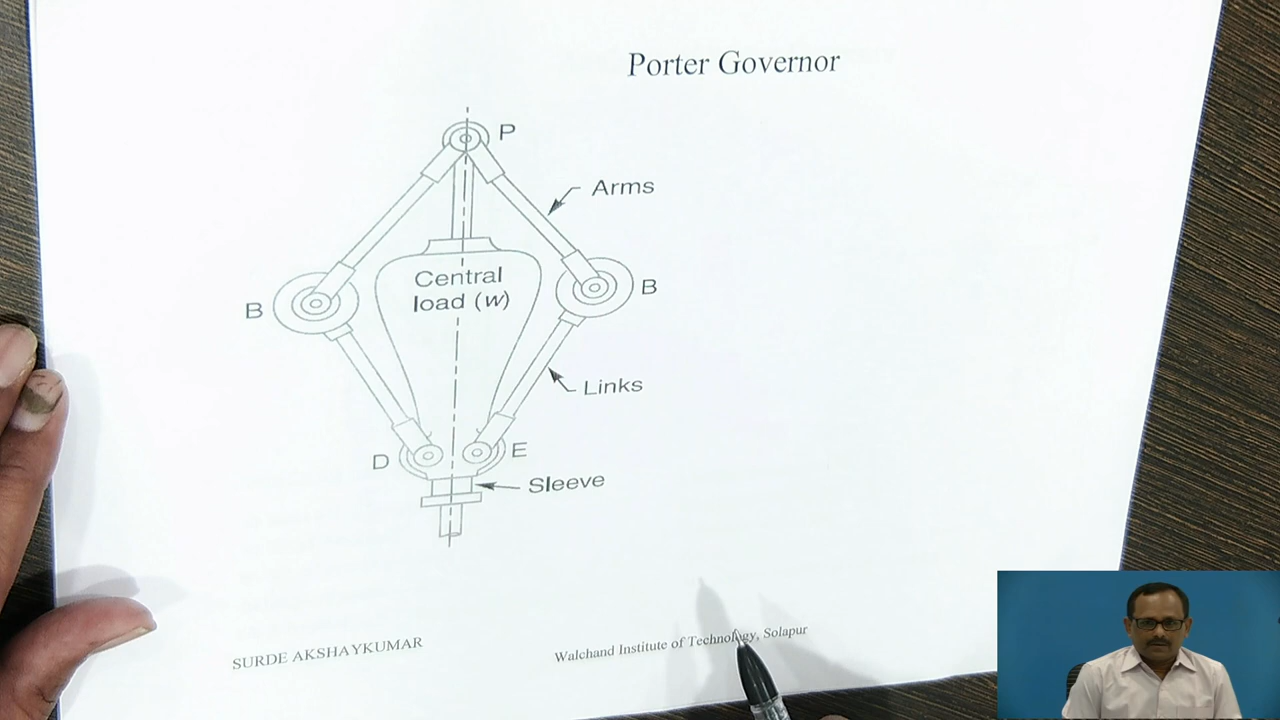 Porter Governor
P
Arms
Central
load (w)
B
B
Links
D
E
Sleeve
SURDE AKSHAYKUMAR
Walchand Institute of Technology, Solapur